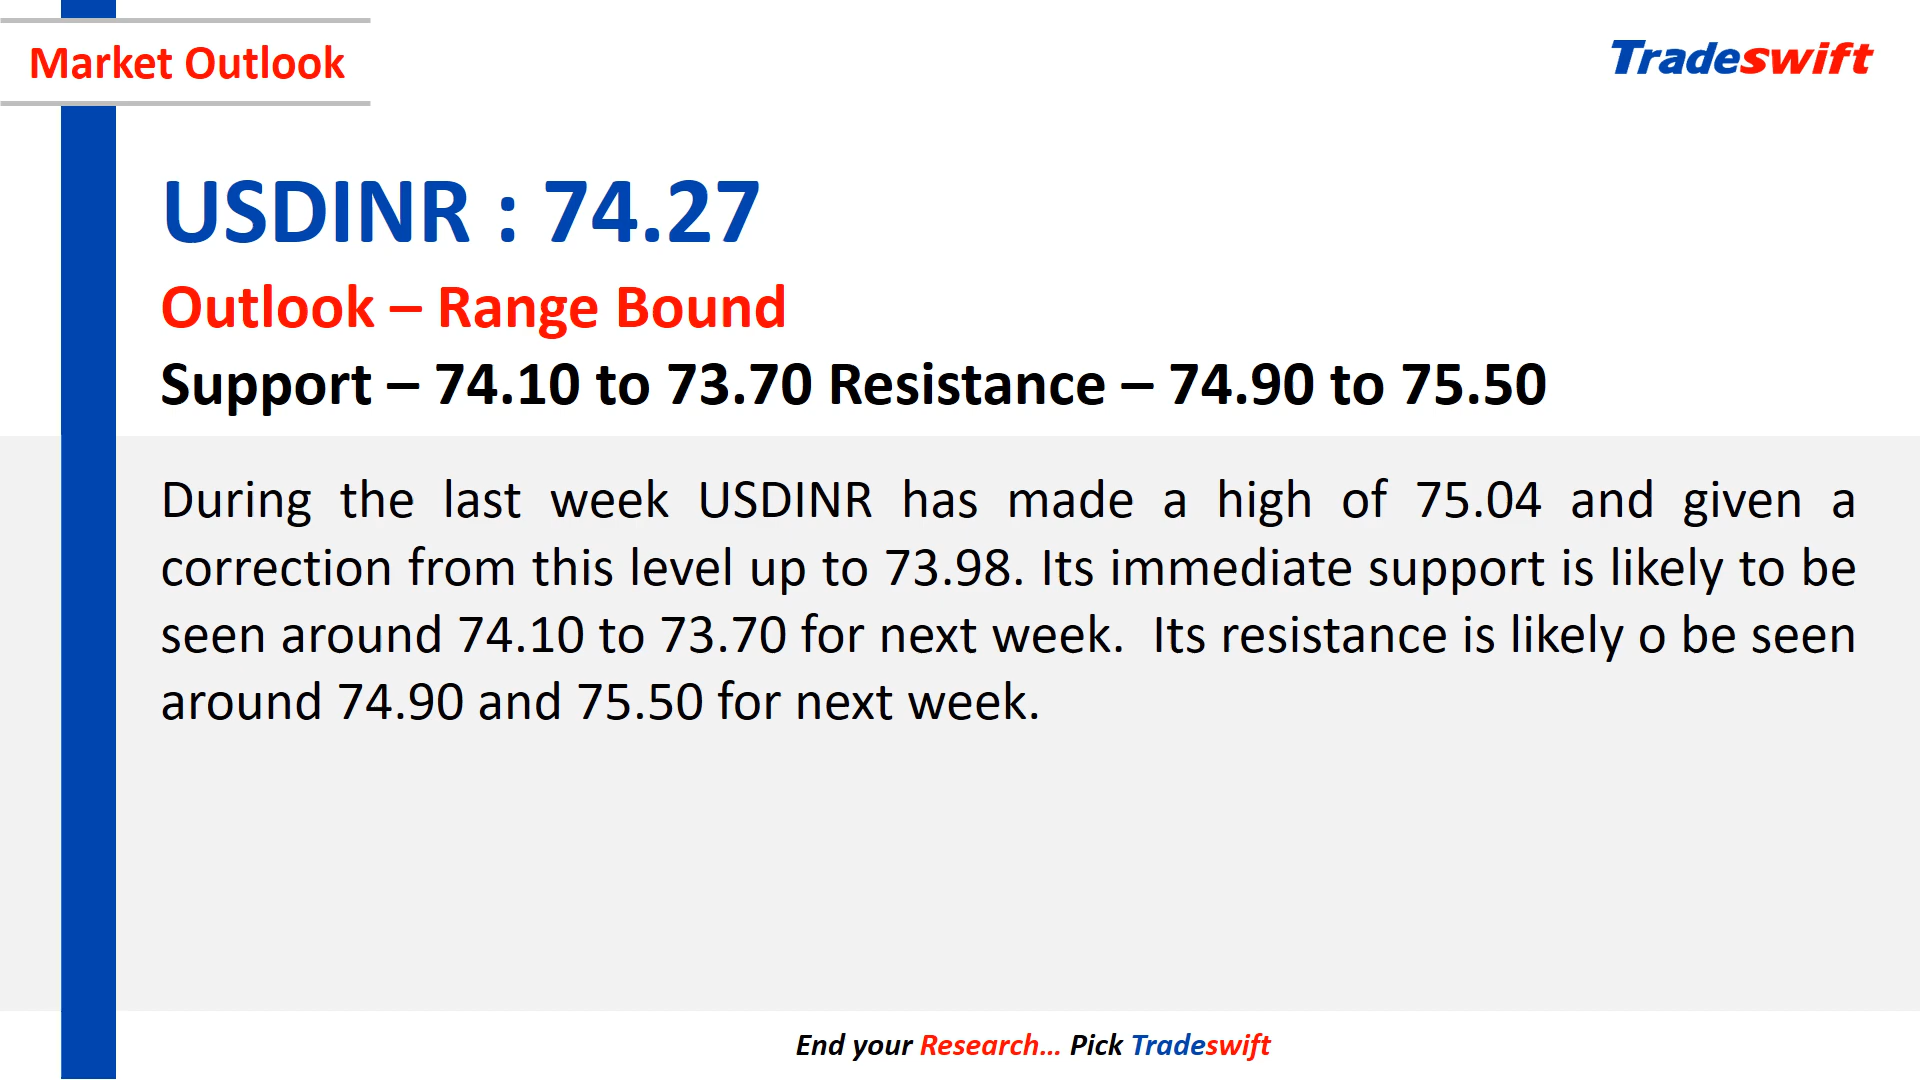 Market Outlook
Tradeswift
USDINR : 74.27
Outlook – Range Bound
Support – 74.10 to 73.70 Resistance – 74.90 to 75.50
During the last week USDINR has made a high of 75.04 and given a
correction from this level up to 73.98. Its immediate support is likely to be
seen around 74.10 to 73.70 for next week.  Its resistance is likely o be seen
around 74.90 and 75.50 for next week.
End your Research... Pick Tradeswift